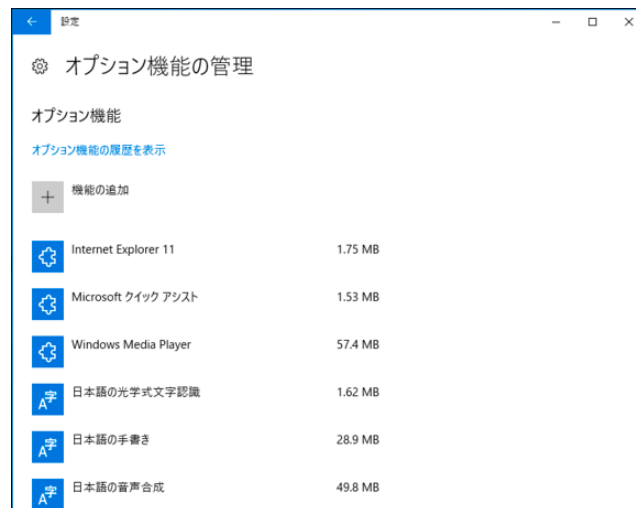 設定
オプション機能の管理
オプション機能
オプション機能の履歴を表示
機能の追加
Internet Explorer 11 1.75 MB
Microsoft クイック アシスト 1.53 MB
Windows Media Player 57.4 MB
日本語の光学式文字認識 1.62 MB
日本語の手書き 28.9 MB
日本語の音声合成 49.8 MB